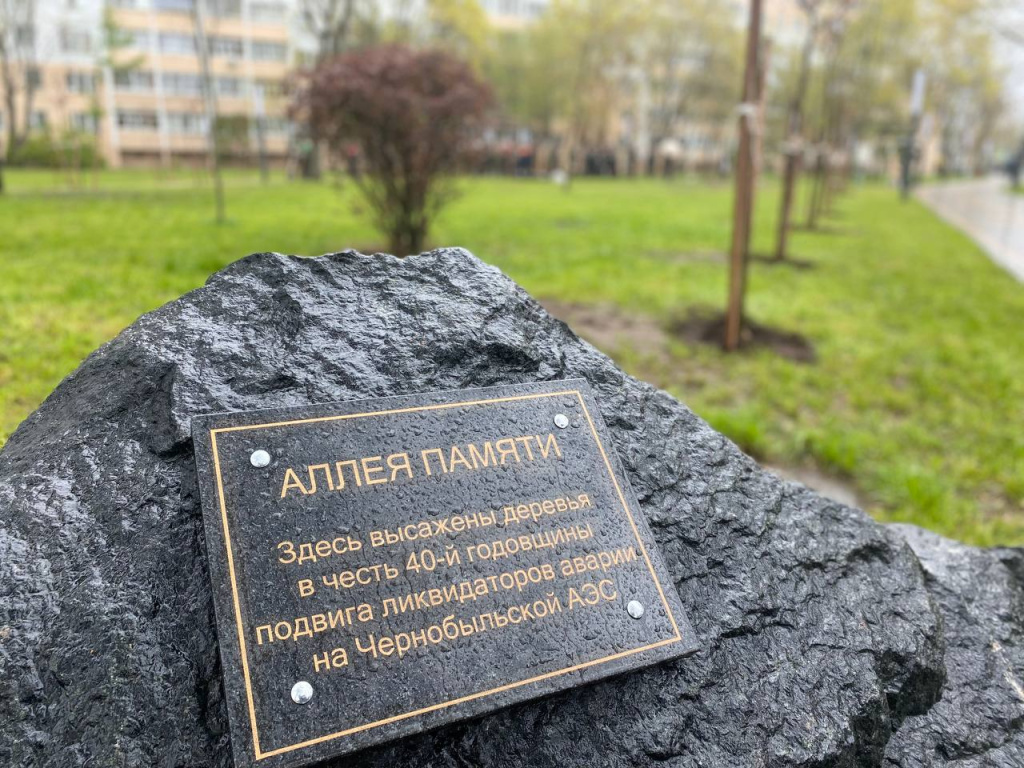 АЛЛЕЯ ПАМЯТИ
Здесь высажены деревья
в честь 40-й годовщины
подвига ликвидаторов аварии
на Чернобыльской АЭС